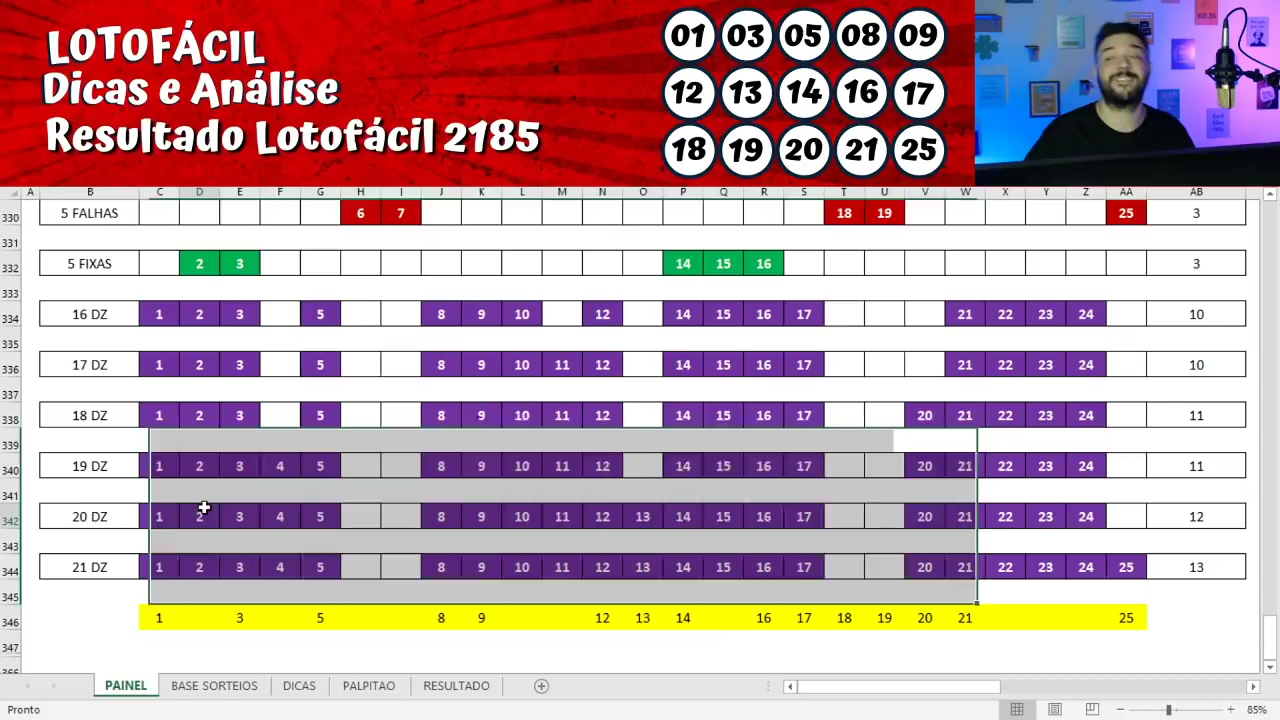 LOTOFÁCIL
Dicas e Análise
Resultado Lotofácil 2185
01 03 05 08 09
12 13 14 16 17
18 19 20 21 25
A B C D E F G H I J K L M N O P Q R S T U V W X Y Z AA AB
330 5 FALHAS 6 7 18 19 25 3
331
332 5 FIXAS 2 3 14 15 16 3
333
334 16 DZ 1 2 3 5 8 9 10 12 14 15 16 17 21 22 23 24 10
335
336 17 DZ 1 2 3 5 8 9 10 11 12 14 15 16 17 21 22 23 24 10
337
338 18 DZ 1 2 3 5 8 9 10 11 12 14 15 16 17 20 21 22 23 24 11
339
340 19 DZ 1 2 3 4 5 8 9 10 11 12 14 15 16 17 20 21 22 23 24 11
341
342 20 DZ 1 2 3 4 5 8 9 10 11 12 13 14 15 16 17 20 21 22 23 24 12
343
344 21 DZ 1 2 3 4 5 8 9 10 11 12 13 14 15 16 17 20 21 22 23 24 25 13
345
346 1 3 5 8 9 12 13 14 16 17 18 19 20 21 25
347
PAINEL BASE SORTEIOS DICAS PALPITAO RESULTADO
Pronto 85%